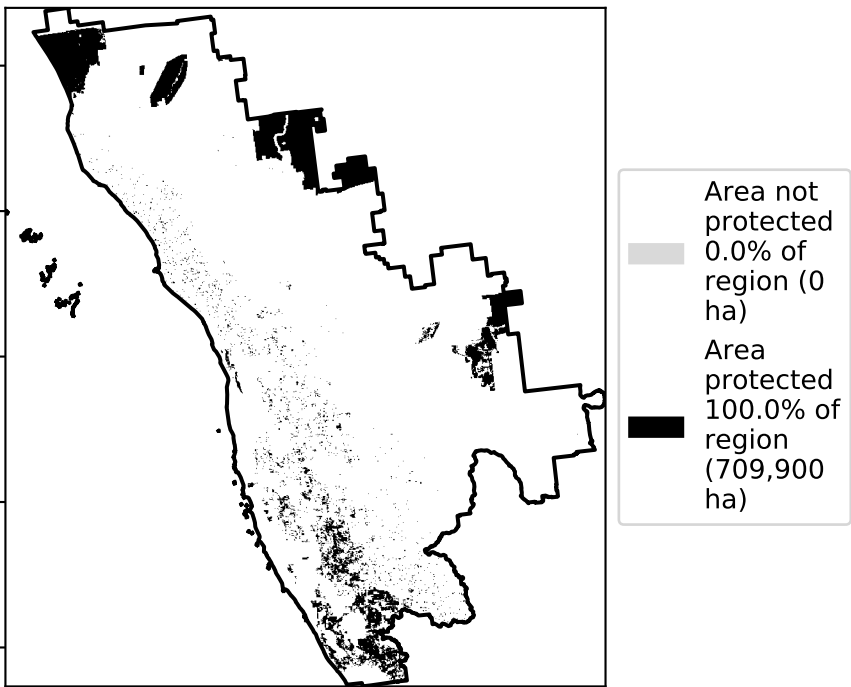 Area not
protected
0.0% of
region (0
ha)
Area
protected
100.0% of
region
(709,900
ha)